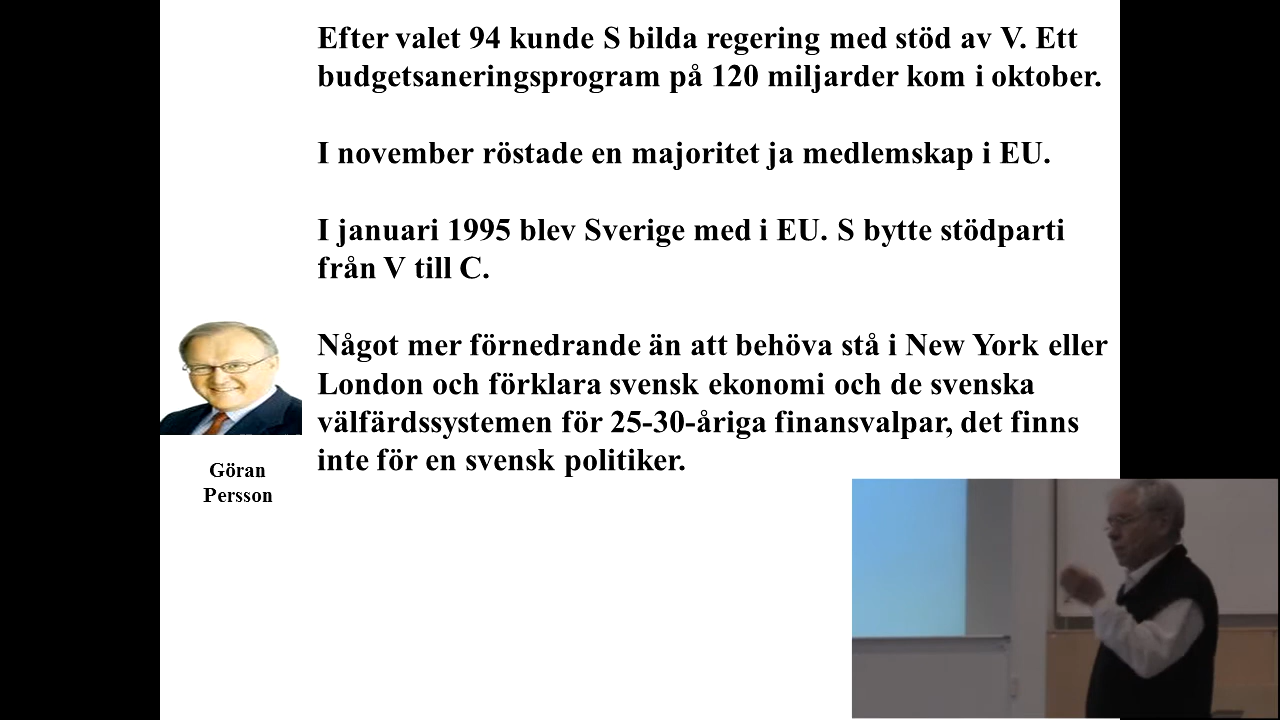 Efter valet 94 kunde S bilda regering med stöd av V. Ett
budgetsaneringsprogram på 120 miljarder kom i oktober.
I november röstade en majoritet ja medlemskap i EU.
I januari 1995 blev Sverige med i EU. S bytte stödparti
från V till C.
Något mer förnedrande än att behöva stå i New York eller
London och förklara svensk ekonomi och de svenska
välfärdssystemen för 25-30-åriga finansvalpar, det finns
inte för en svensk politiker.
Göran
Persson